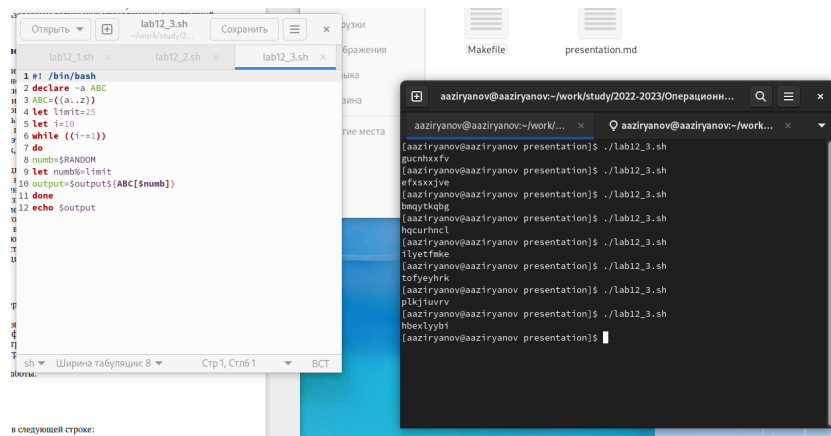 Открыть
lab12_3.sh
~/work/study/2...
Сохранить
lab12_1.sh
lab12_2.sh
lab12_3.sh
1 #! /bin/bash
2 declare -a ABC
3 ABC=({a..z})
4 let limit=25
5 let i=10
6 while ((i-=1))
7 do
8 numb=$RANDOM
9 let numb%=limit
10 output=$output${ABC[$numb]}
11 done
12 echo $output
sh
Ширина табуляции: 8
Стр 1, Стлб 1
ВСТ
в следующей строке:
Makefile
presentation.md
aaziryanov@aaziryanov:~/work/study/2022-2023/Операционн...
aaziryanov@aaziryanov:~/work/...
aaziryanov@aaziryanov:~/work...
[aaziryanov@aaziryanov presentation]$ ./lab12_3.sh
gucnhxxfv
[aaziryanov@aaziryanov presentation]$ ./lab12_3.sh
efxsxxjve
[aaziryanov@aaziryanov presentation]$ ./lab12_3.sh
bmqytkqbg
[aaziryanov@aaziryanov presentation]$ ./lab12_3.sh
hqcurhncl
[aaziryanov@aaziryanov presentation]$ ./lab12_3.sh
ilyetfmke
[aaziryanov@aaziryanov presentation]$ ./lab12_3.sh
tofyeyhrk
[aaziryanov@aaziryanov presentation]$ ./lab12_3.sh
plkjiuvrv
[aaziryanov@aaziryanov presentation]$ ./lab12_3.sh
hbexlyybi
[aaziryanov@aaziryanov presentation]$